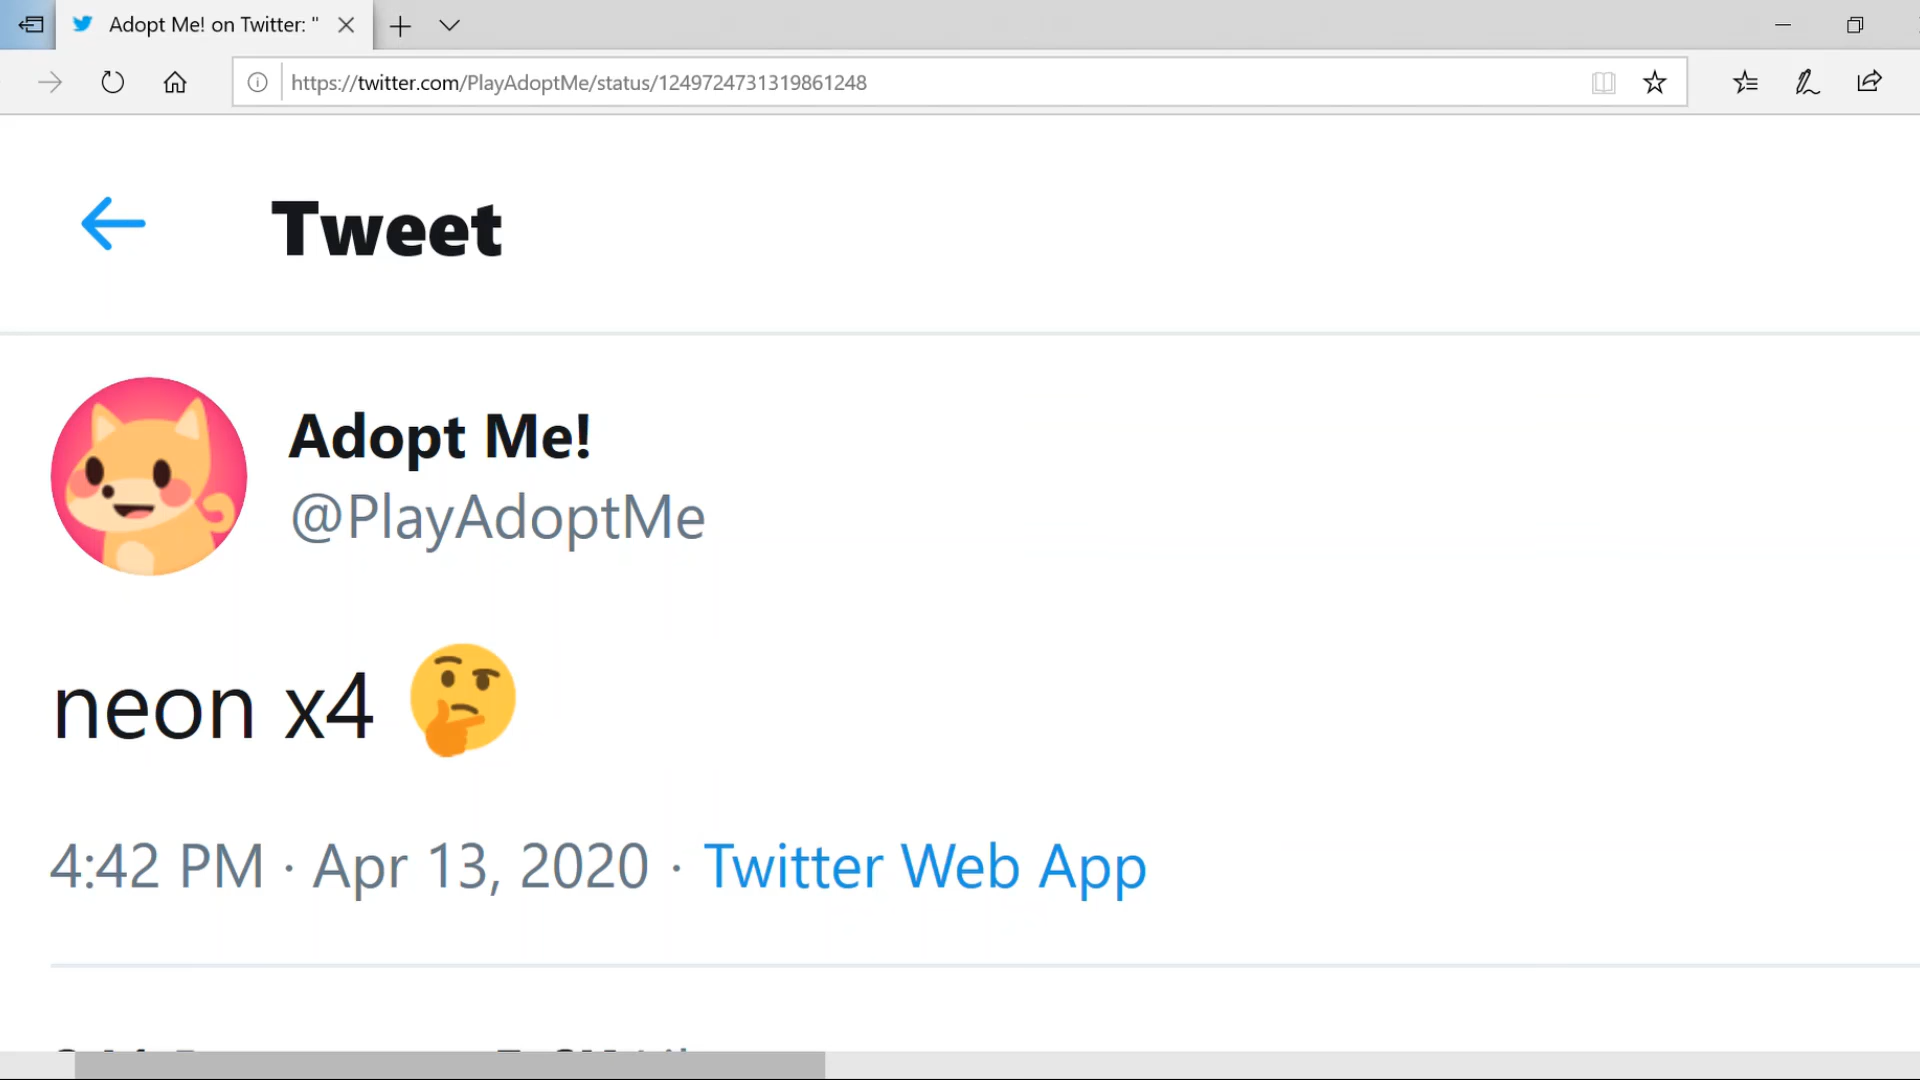 Adopt Me! on Twitter: "
https://twitter.com/PlayAdoptMe/status/1249724731319861248
Tweet
Adopt Me!
@PlayAdoptMe
neon x4 🤔
4:42 PM · Apr 13, 2020 · Twitter Web App